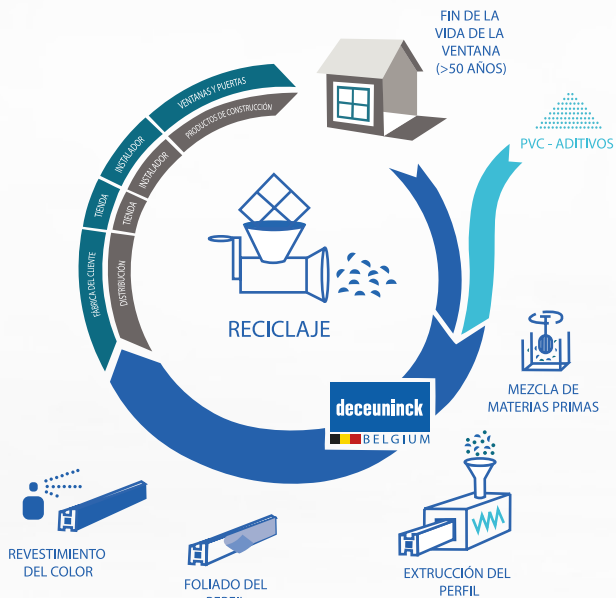 FIN DE LA
VIDA DE LA
VENTANA
(>50 AÑOS)
PVC - ADITIVOS
VENTANAS Y PUERTAS
PRODUCTOS DE CONSTRUCCIÓN
INSTALADOR
INSTALADOR
TIENDA
TIENDA
FÁBRICA DEL CLIENTE
DISTRIBUCIÓN
RECICLAJE
MEZCLA DE
MATERIAS PRIMAS
deceuninck
BELGIUM
REVESTIMIENTO
DEL COLOR
FOLIADO DEL
EXTRUCCIÓN DEL
PERFIL